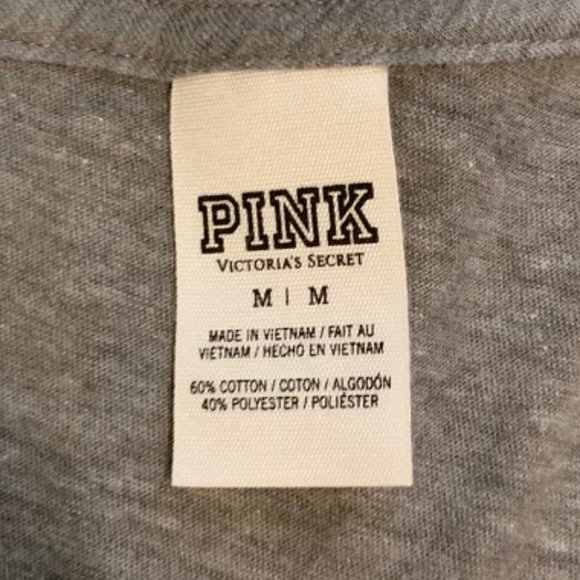 PINK
VICTORIA'S SECRET
M | M
MADE IN VIETNAM / FAIT AU
VIETNAM / HECHO EN VIETNAM
60% COTTON / COTON / ALGODÓN
40% POLYESTER / POLIÉSTER